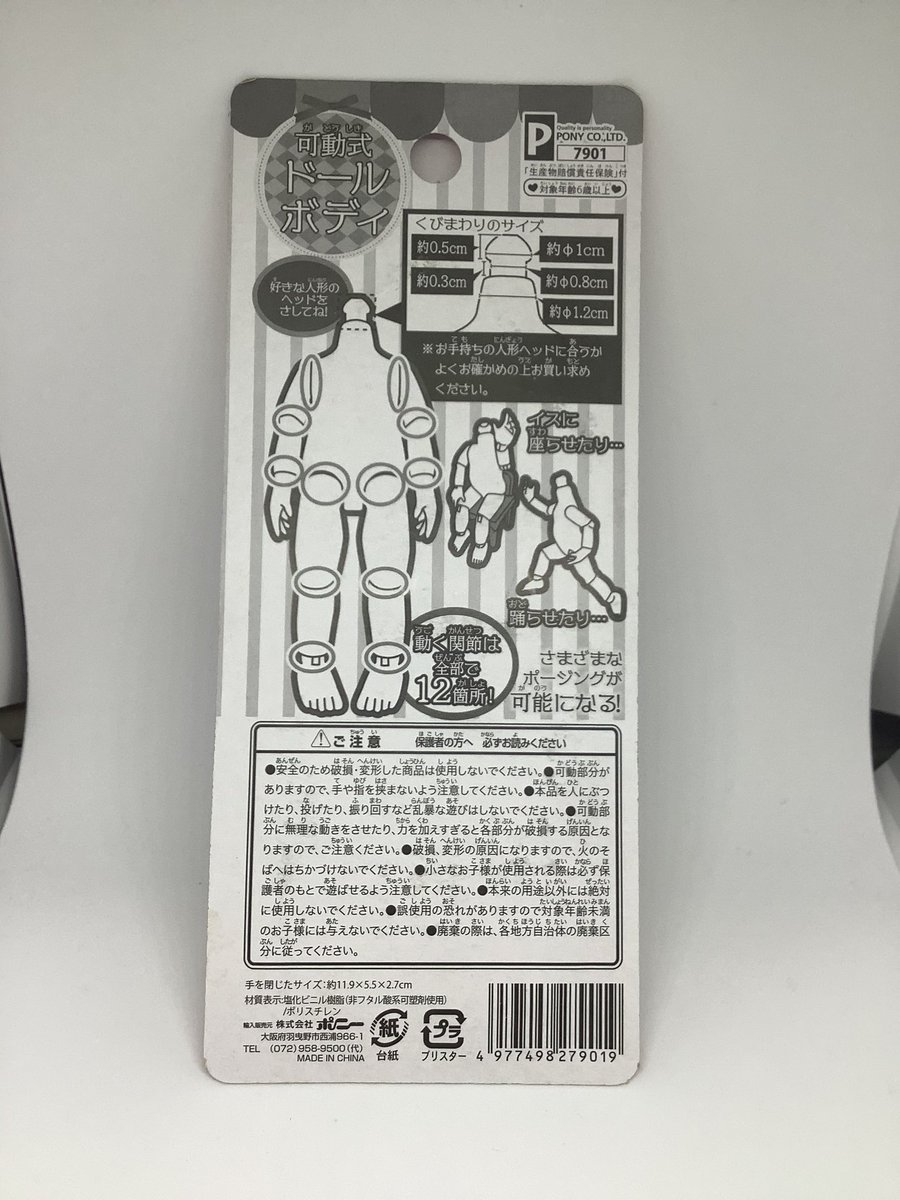 可動式
ドール
ボディ
Quality is personality
PONY CO.,LTD.
7901
「生産物賠償責任保険」付
対象年齢6歳以上
くびまわりのサイズ
約0.5cm
約φ1cm
約0.3cm
約φ0.8cm
約φ1.2cm
※お手持ちの人形ヘッドに合うか
よくお確かめの上お買い求め
ください。
好きな人形の
ヘッドを
さしてね!
イスに
座らせたり…
踊らせたり…
動く関節は
全部で
12箇所!
さまざまな
ポージングが
可能になる!
ご注意 保護者の方へ 必ずお読みください
●安全のため破損・変形した商品は使用しないでください。●可動部分が
ありますので、手や指を挟まないよう注意してください。●本品を人にぶつ
けたり、投げたり、振り回すなど乱暴な遊びはしないでください。●可動部
分に無理な動きをさせたり、力を加えすぎると各部分が破損する原因とな
りますので、ご注意ください。●破損、変形の原因になりますので、火のそ
ばへはちかづけないでください。●小さなお子様が使用される際は必ず保
護者のもとで遊ばせるよう注意してください。●本来の用途以外には絶対
に使用しないでください。●誤使用の恐れがありますので対象年齢未満
のお子様には与えないでください。●廃棄の際は、各地方自治体の廃棄区
分に従ってください。
手を閉じたサイズ:約11.9×5.5×2.7cm
材質表示:塩化ビニル樹脂(非フタル酸系可塑剤使用)
/ポリスチレン
輸入販売元 株式会社 ポニー
大阪府羽曳野市西浦966-1
TEL (072)958-9500(代)
MADE IN CHINA
紙
台紙
プラ
ブリスター
4 977498 279019